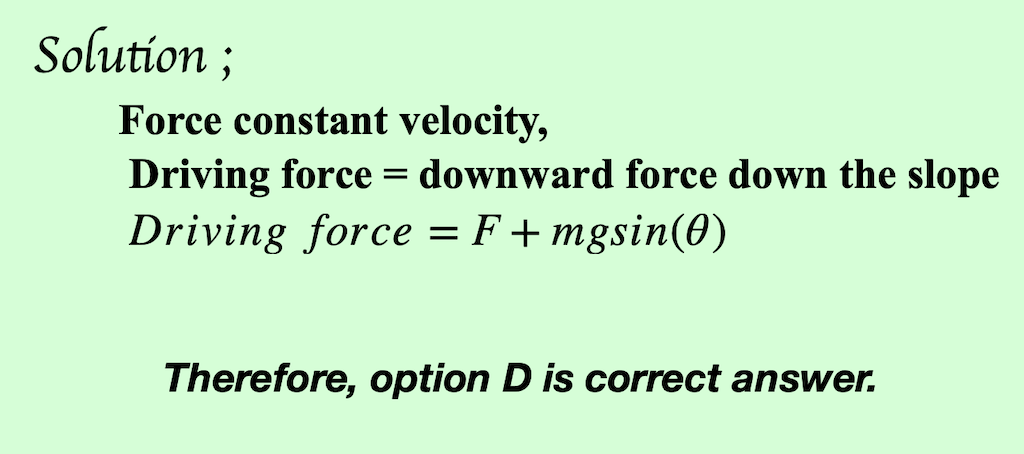 Solution ;
Force constant velocity,
Driving force = downward force down the slope
Driving force = F + mgsin(θ)
Therefore, option D is correct answer.